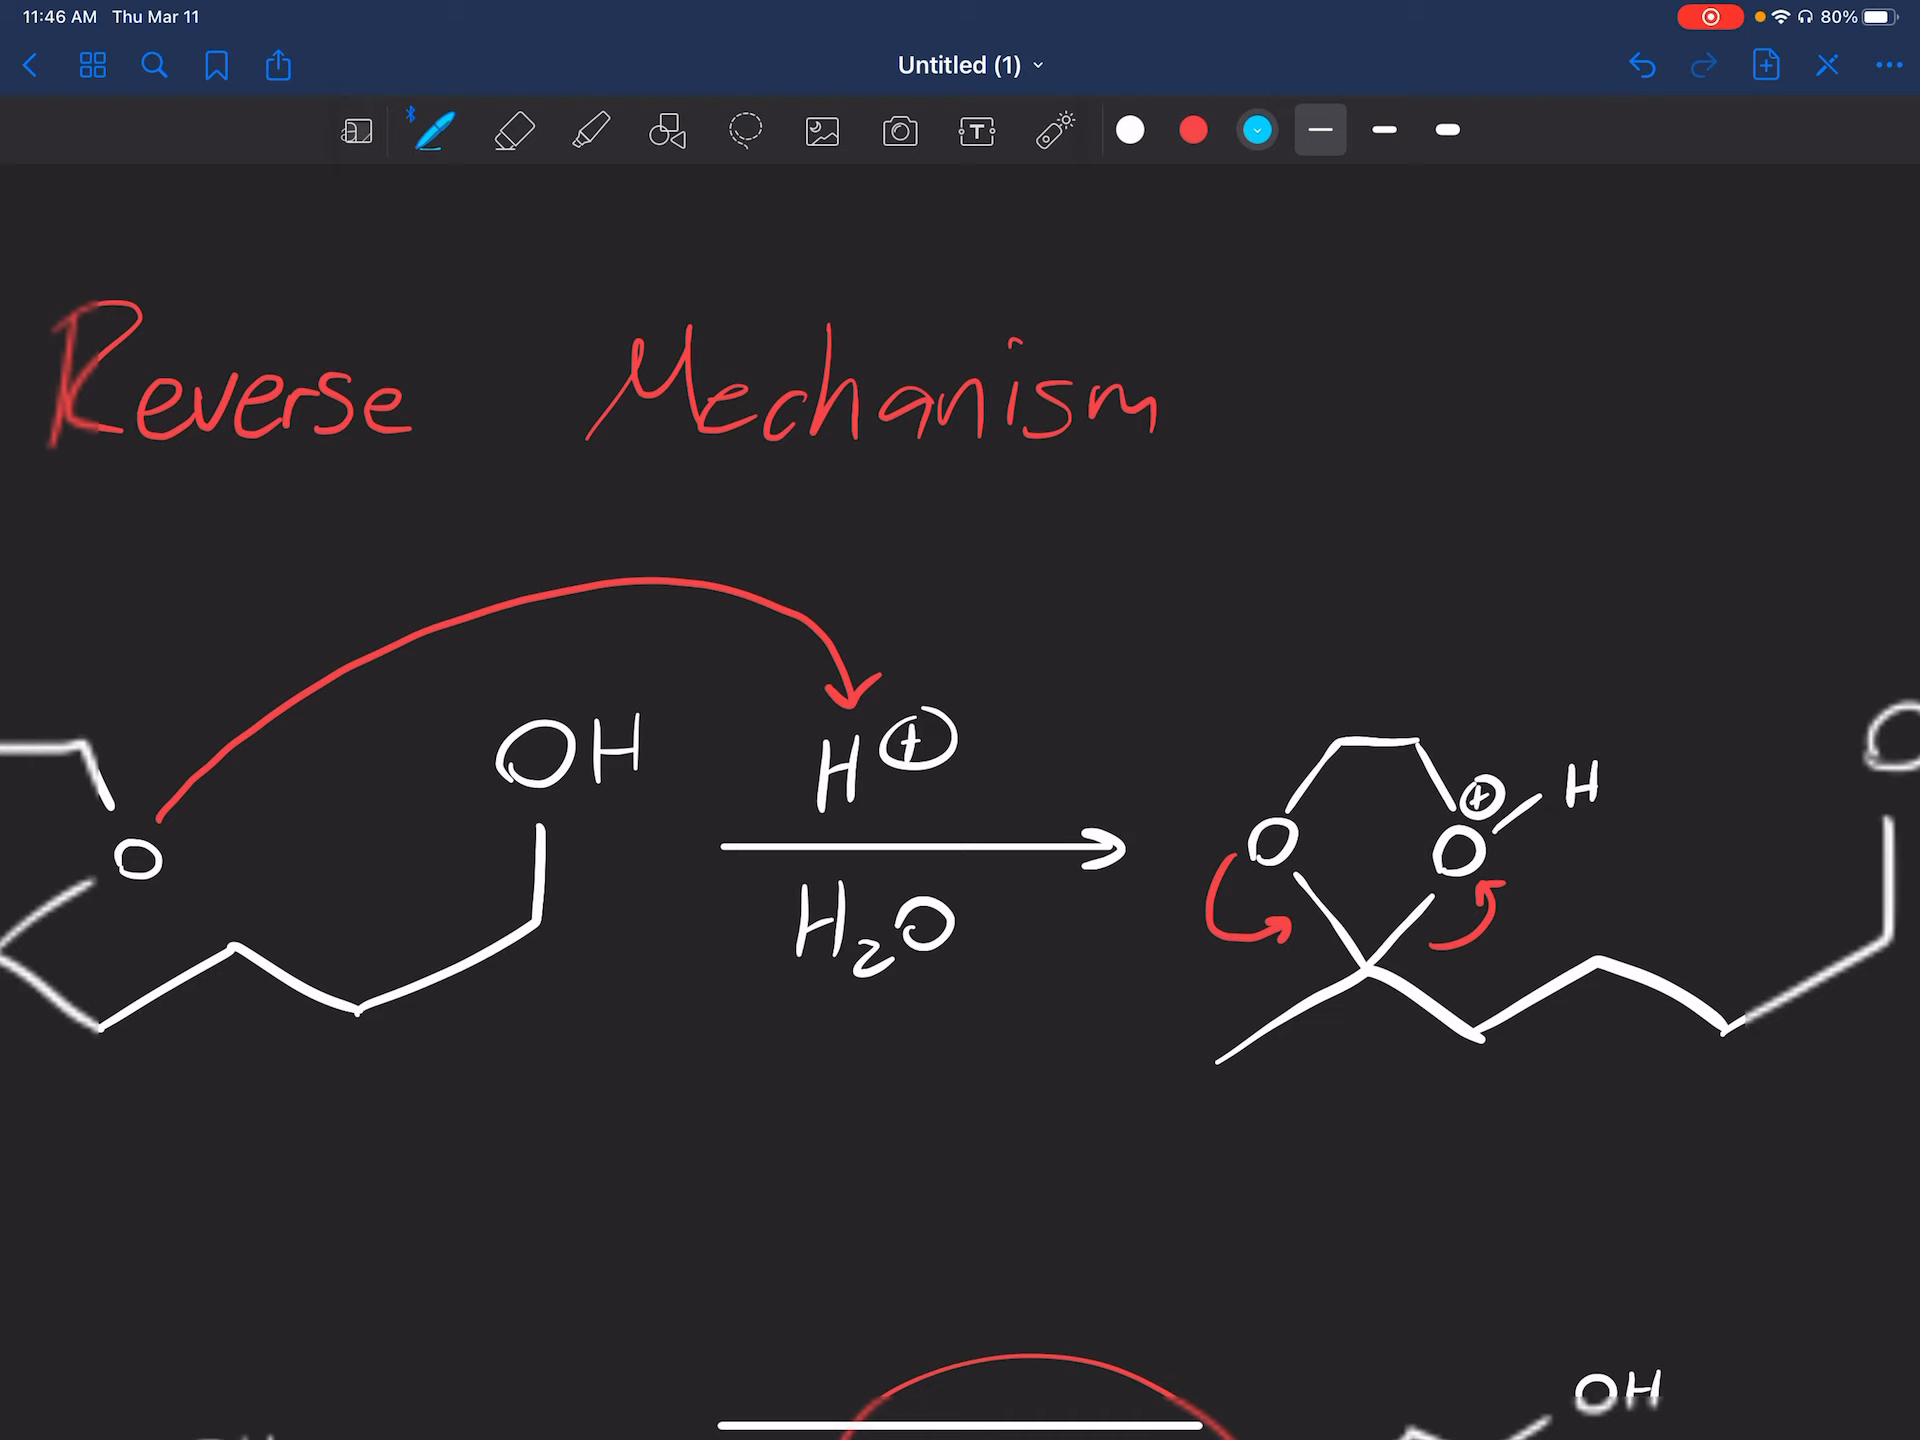 11:46 AM Thu Mar 11
80%
Untitled (1)
T
Reverse Mechanism
OH
H⊕
O
H₂O
⊕
H
O
O
O
OH